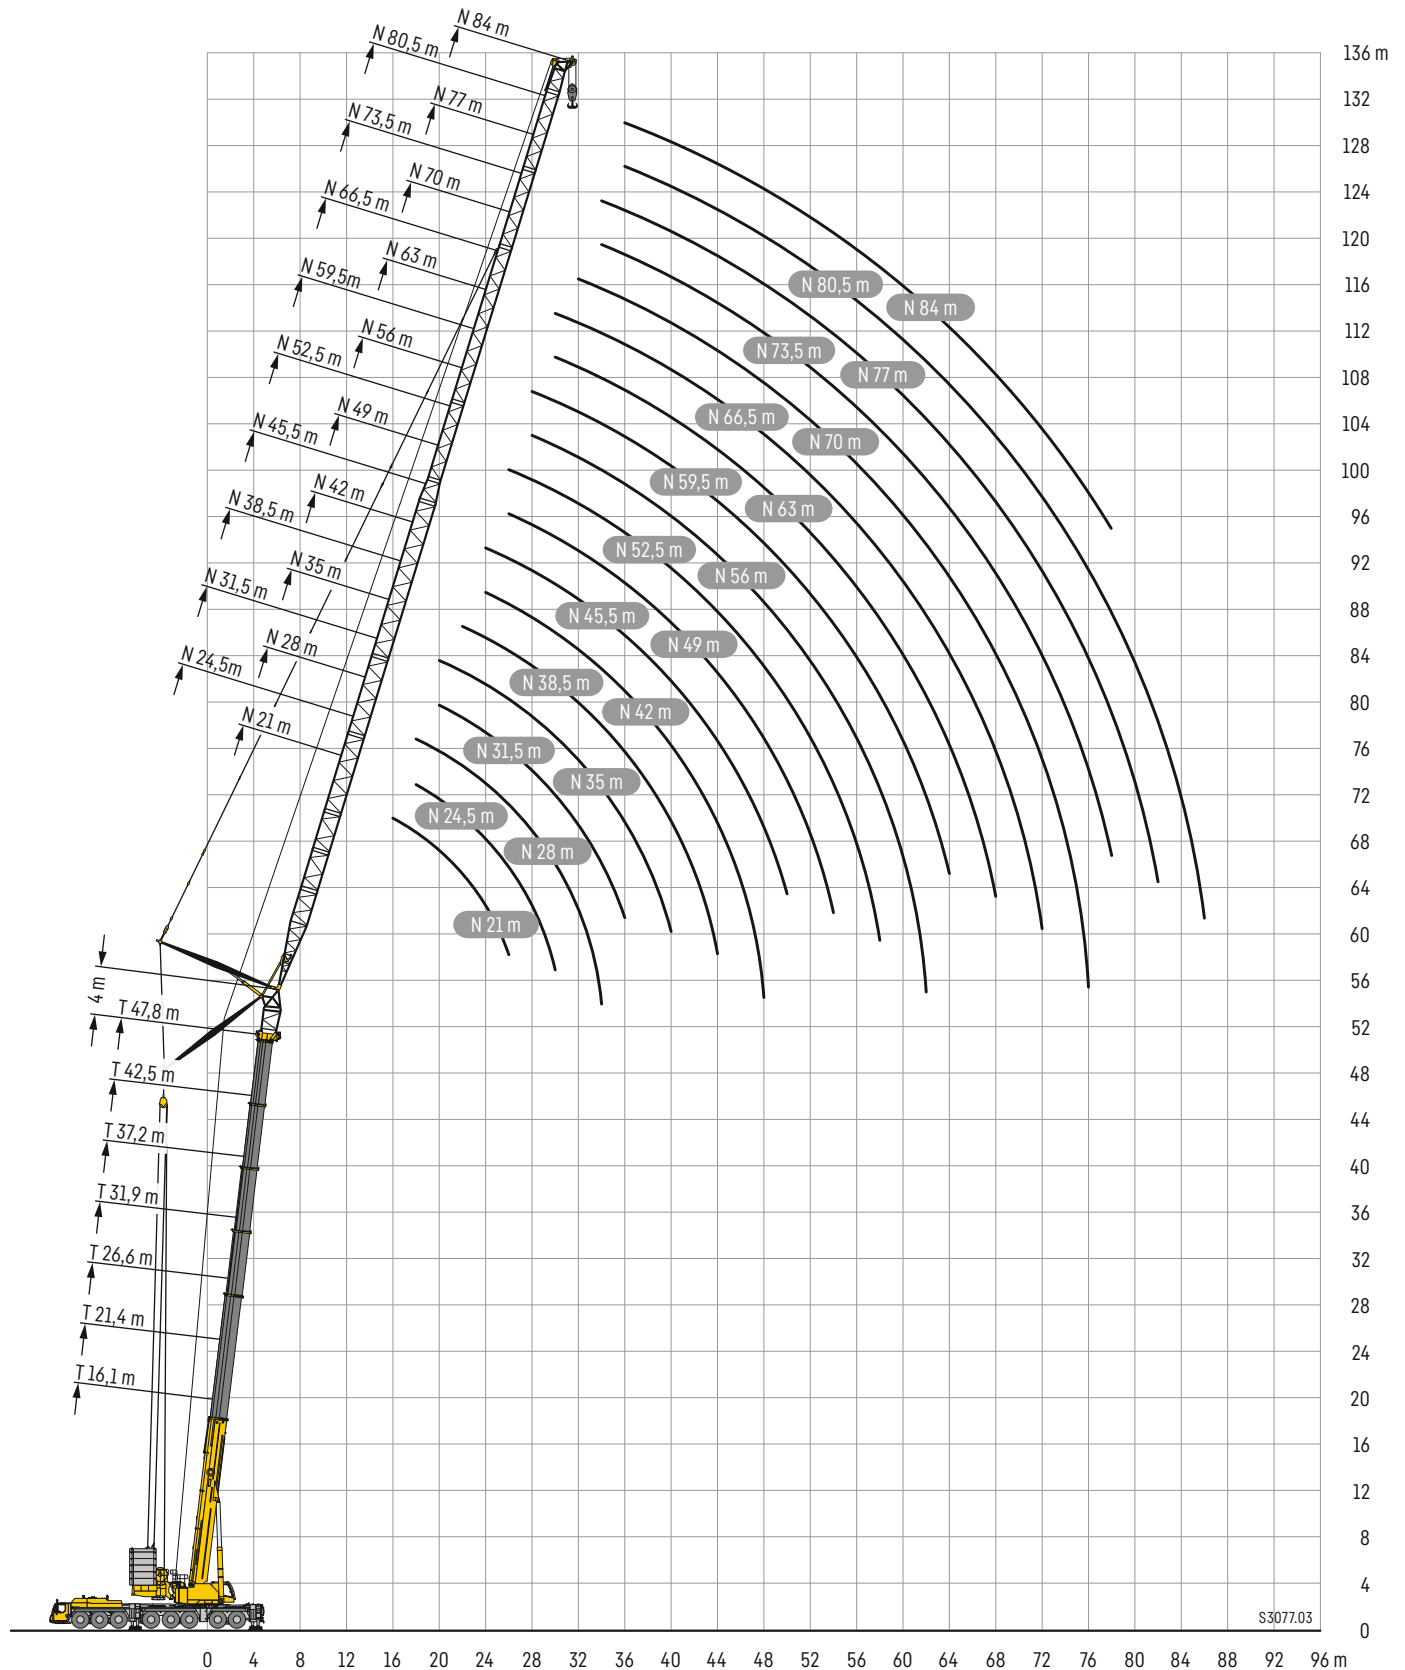 N 84 m
N 80,5 m
136 m
132
N 77 m
N 73,5 m
128
N 70 m
124
N 66,5 m
120
N 63 m
N 59,5m
116
N 80,5 m
N 84 m
N 56 m
112
N 52,5 m
N 73,5 m
N 77 m
108
N 49 m
104
N 45,5 m
N 66,5 m
N 70 m
100
N 42 m
N 59,5 m
N 38,5 m
N 63 m
96
N 52,5 m
92
N 35 m
N 56 m
N 31,5 m
88
N 45,5 m
N 28 m
N 49 m
84
N 24,5m
N 38,5 m
80
N 21 m
N 42 m
76
N 31,5 m
N 35 m
72
N 24,5 m
68
N 28 m
64
N 21 m
60
4 m
56
T 47,8 m
52
T 42,5 m
48
44
T 37,2 m
40
T 31,9 m
36
T 26,6 m
32
28
T 21,4 m
24
T 16,1 m
20
16
12
8
4
S3077.03
0
0 4 8 12 16 20 24 28 32 36 40 44 48 52 56 60 64 68 72 76 80 84 88 92 96 m